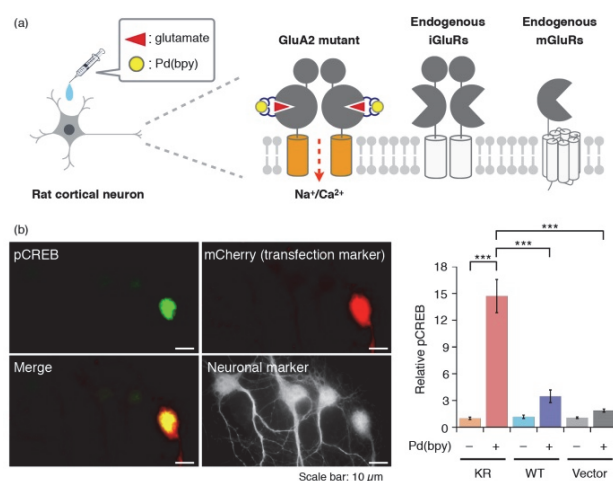 (a)
: glutamate
: Pd(bpy)
Rat cortical neuron
GluA2 mutant
Na⁺/Ca²⁺
Endogenous
iGluRs
Endogenous
mGluRs
(b)
pCREB
mCherry (transfection marker)
Merge
Neuronal marker
Scale bar: 10 µm
Relative pCREB
18
15
12
9
6
3
0
***
***
***
Pd(bpy) – + – + – +
KR WT Vector